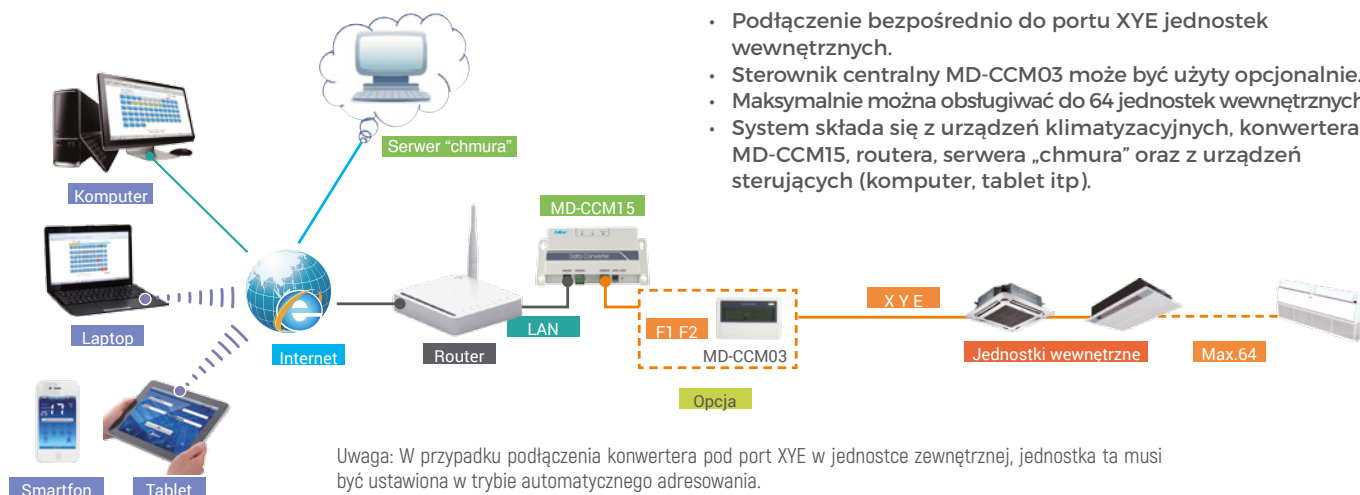 • Podłączenie bezpośrednio do portu XYE jednostek
wewnętrznych.
• Sterownik centralny MD-CCM03 może być użyty opcjonalnie.
• Maksymalnie można obsługiwać do 64 jednostek wewnętrznych
• System składa się z urządzeń klimatyzacyjnych, konwertera
MD-CCM15, routera, serwera „chmura” oraz z urządzeń
sterujących (komputer, tablet itp).
Serwer “chmura”
Komputer
MD-CCM15
Data Converter
X Y E
LAN
F1 F2
Laptop
Internet
Router
MD-CCM03
Jednostki wewnętrzne
Max.64
Opcja
Uwaga: W przypadku podłączenia konwertera pod port XYE w jednostce zewnętrznej, jednostka ta musi
być ustawiona w trybie automatycznego adresowania.
Smartfon
Tablet